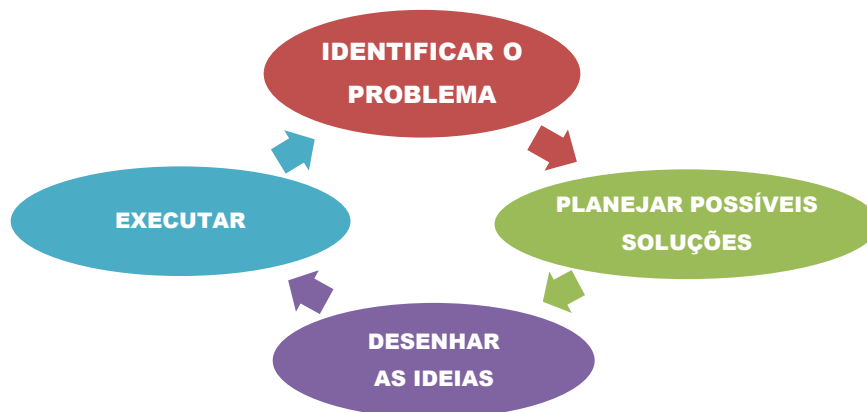 IDENTIFICAR O
PROBLEMA
PLANEJAR POSSÍVEIS
SOLUÇÕES
DESENHAR
AS IDEIAS
EXECUTAR